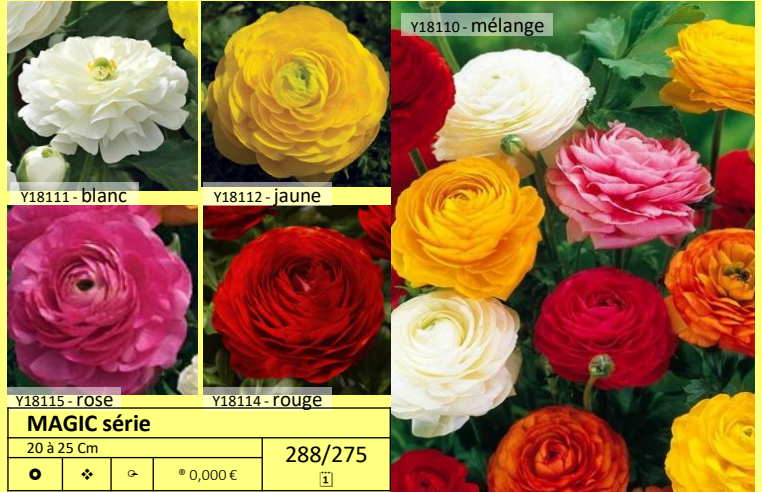 Y18110 - mélange
Y18111 - blanc
Y18112 - jaune
Y18115 - rose
Y18114 - rouge
MAGIC série
20 à 25 Cm
288/275
® 0,000 €
1